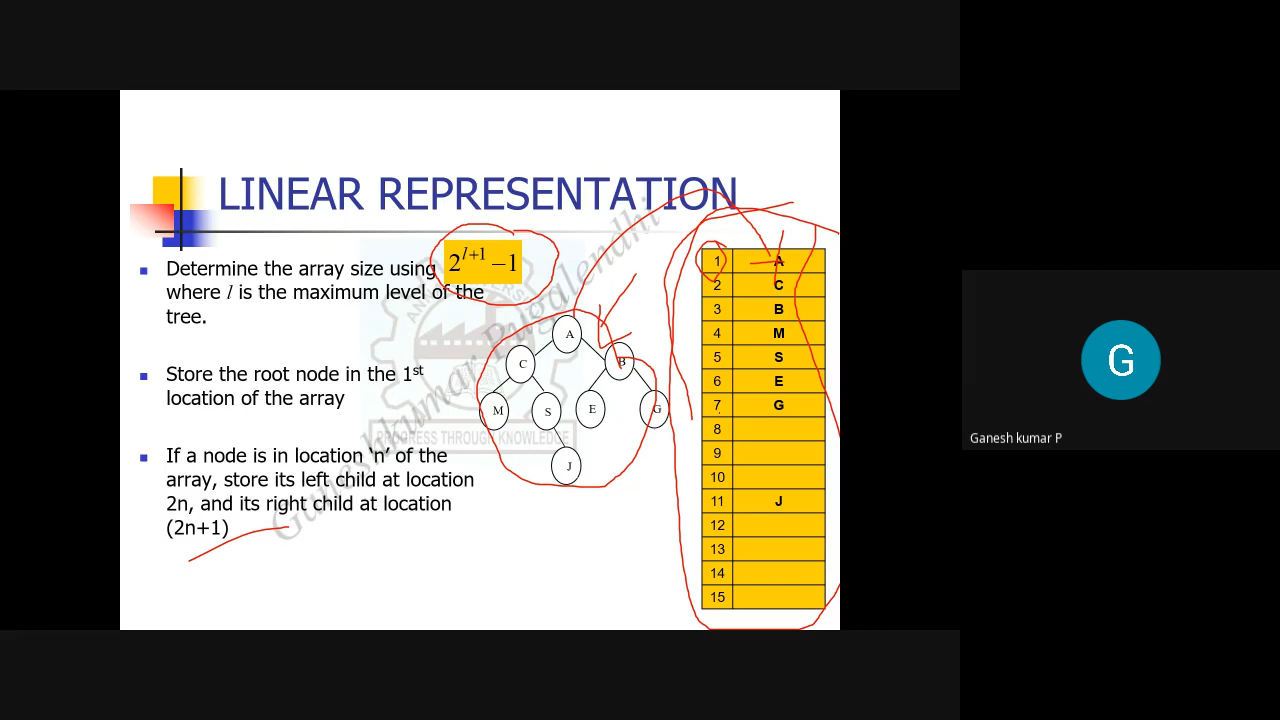 LINEAR REPRESENTATION
Determine the array size using 2^{l+1} – 1
where l is the maximum level of the
tree.
Store the root node in the 1st
location of the array
If a node is in location 'n' of the
array, store its left child at location
2n, and its right child at location
(2n+1)
A
C B
M S E G
J
1 A
2 C
3 B
4 M
5 S
6 E
7 G
8
9
10
11 J
12
13
14
15
Ganeshkumar Pugalendhi
PROGRESS THROUGH KNOWLEDGE
G
Ganesh kumar P